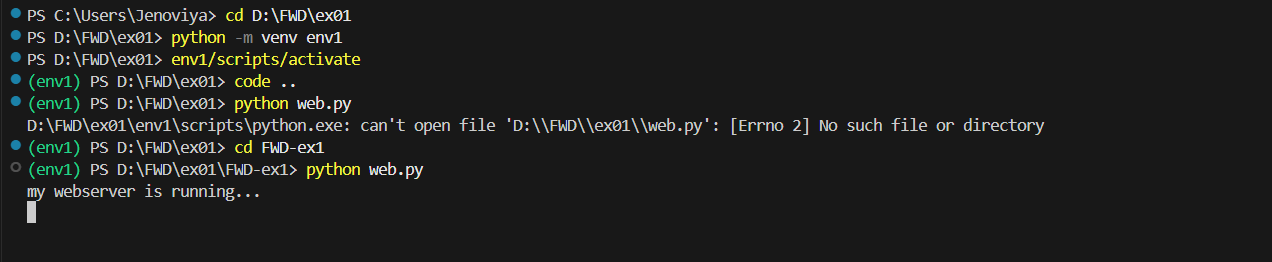 PS C:\Users\Jenoviya> cd D:\FWD\ex01
PS D:\FWD\ex01> python -m venv env1
PS D:\FWD\ex01> env1/scripts/activate
(env1) PS D:\FWD\ex01> code ..
(env1) PS D:\FWD\ex01> python web.py
D:\FWD\ex01\env1\scripts\python.exe: can't open file 'D:\\FWD\\ex01\\web.py': [Errno 2] No such file or directory
(env1) PS D:\FWD\ex01> cd FWD-ex1
(env1) PS D:\FWD\ex01\FWD-ex1> python web.py
my webserver is running...